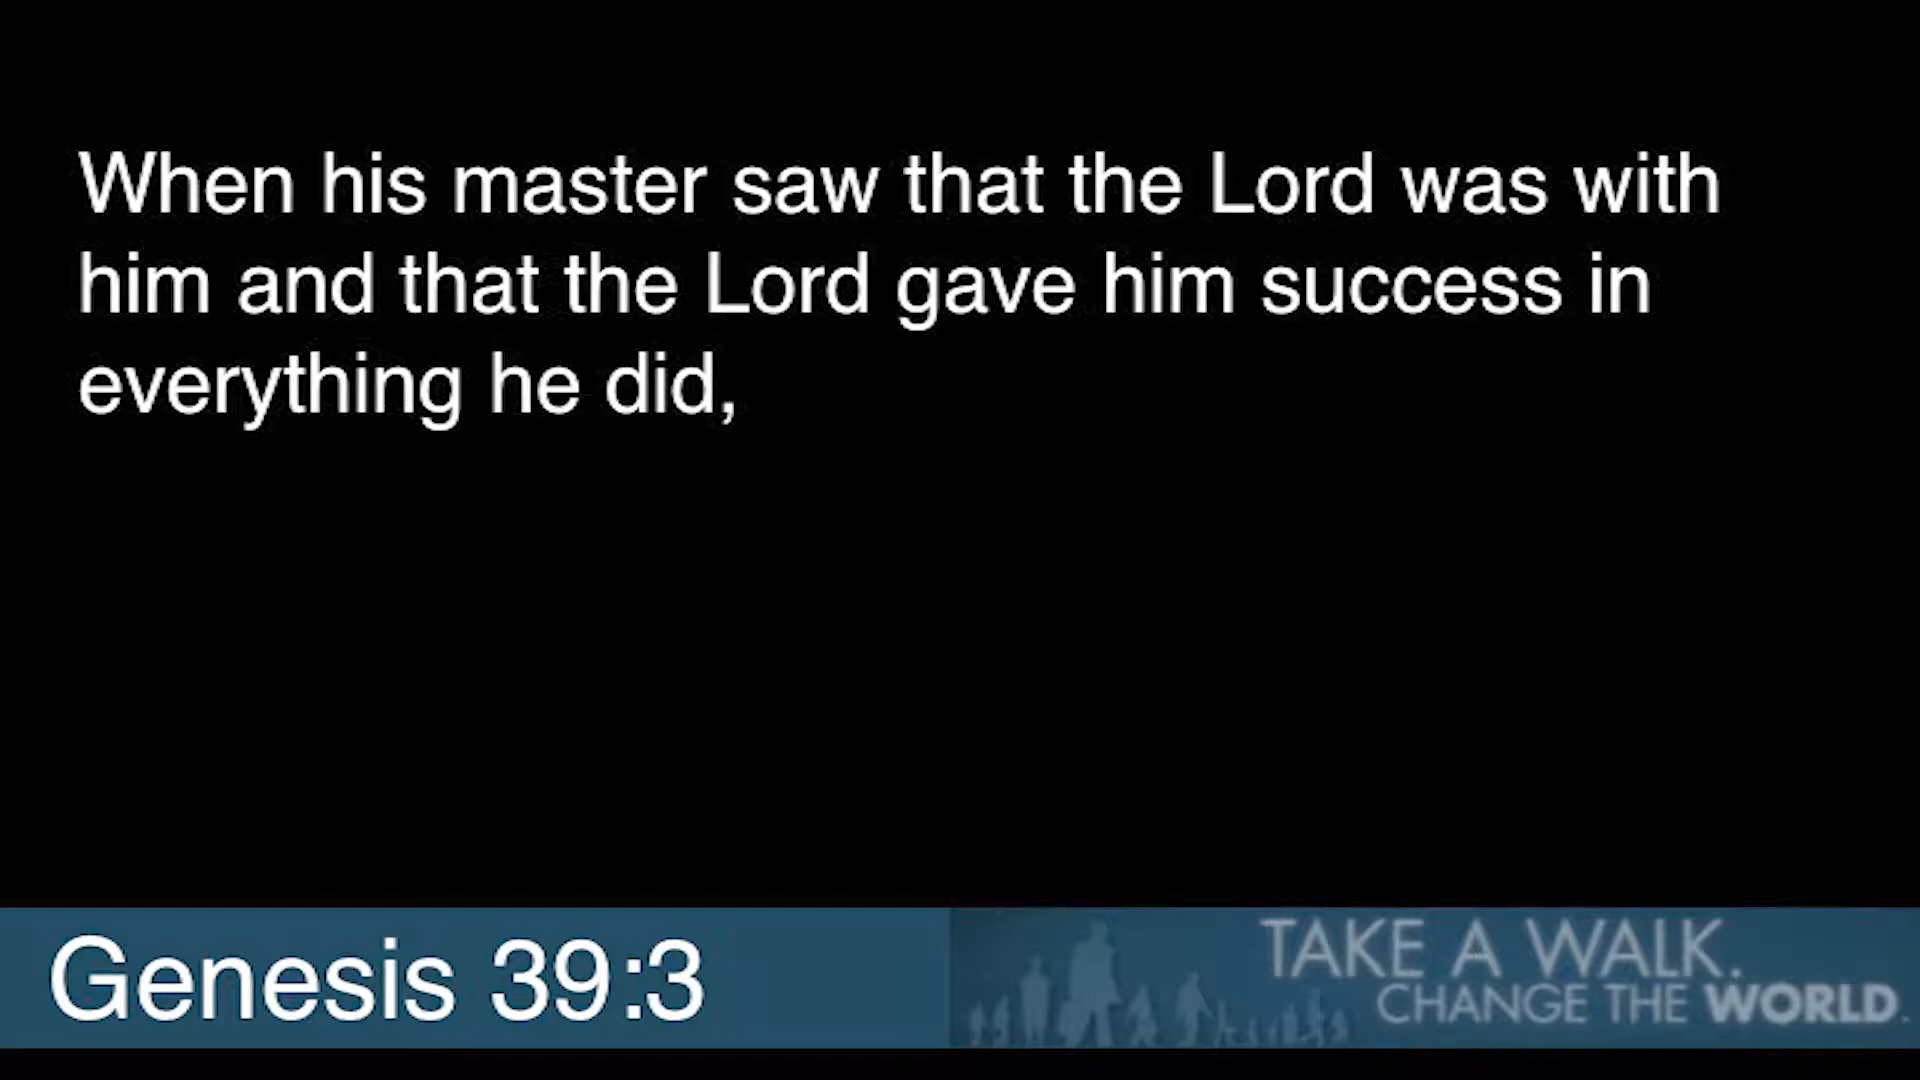 When his master saw that the Lord was with
him and that the Lord gave him success in
everything he did,
Genesis 39:3
TAKE A WALK.
CHANGE THE WORLD.